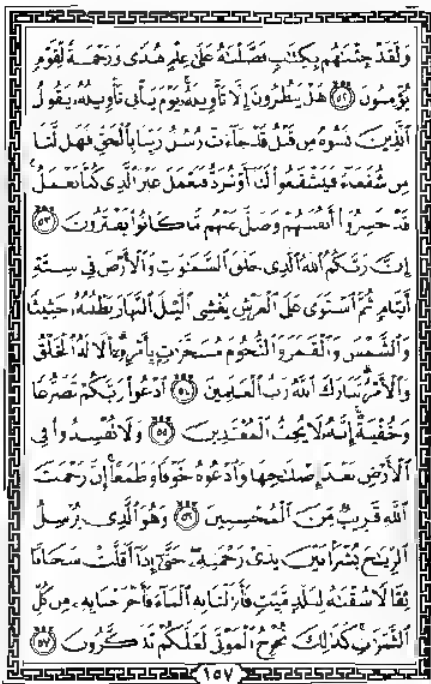 وَلَقَدْ جِئْنَٰهُم بِكِتَٰبٍ فَصَّلْنَٰهُ عَلَىٰ عِلْمٍ هُدًى وَرَحْمَةً لِّقَوْمٍ
يُؤْمِنُونَ ٥٢ هَلْ يَنظُرُونَ إِلَّا تَأْوِيلَهُۥ يَوْمَ يَأْتِى تَأْوِيلُهُۥ يَقُولُ
ٱلَّذِينَ نَسُوهُ مِن قَبْلُ قَدْ جَآءَتْ رُسُلُ رَبِّنَا بِٱلْحَقِّ فَهَل لَّنَا
مِن شُفَعَآءَ فَيَشْفَعُوا۟ لَنَآ أَوْ نُرَدُّ فَنَعْمَلَ غَيْرَ ٱلَّذِى كُنَّا نَعْمَلُ
قَدْ خَسِرُوٓا۟ أَنفُسَهُمْ وَضَلَّ عَنْهُم مَّا كَانُوا۟ يَفْتَرُونَ ٥٣
إِنَّ رَبَّكُمُ ٱللَّهُ ٱلَّذِى خَلَقَ ٱلسَّمَٰوَٰتِ وَٱلْأَرْضَ فِى سِتَّةِ
أَيَّامٍ ثُمَّ ٱسْتَوَىٰ عَلَى ٱلْعَرْشِ يُغْشِى ٱلَّيْلَ ٱلنَّهَارَ يَطْلُبُهُۥ حَثِيثًا
وَٱلشَّمْسَ وَٱلْقَمَرَ وَٱلنُّجُومَ مُسَخَّرَٰتٍۭ بِأَمْرِهِۦٓ أَلَا لَهُ ٱلْخَلْقُ
وَٱلْأَمْرُ تَبَارَكَ ٱللَّهُ رَبُّ ٱلْعَٰلَمِينَ ٥٤ ٱدْعُوا۟ رَبَّكُمْ تَضَرُّعًا
وَخُفْيَةً إِنَّهُۥ لَا يُحِبُّ ٱلْمُعْتَدِينَ ٥٥ وَلَا تُفْسِدُوا۟ فِى
ٱلْأَرْضِ بَعْدَ إِصْلَٰحِهَا وَٱدْعُوهُ خَوْفًا وَطَمَعًا إِنَّ رَحْمَتَ
ٱللَّهِ قَرِيبٌ مِّنَ ٱلْمُحْسِنِينَ ٥٦ وَهُوَ ٱلَّذِى يُرْسِلُ
ٱلرِّيَٰحَ بُشْرًۢا بَيْنَ يَدَىْ رَحْمَتِهِۦ حَتَّىٰٓ إِذَآ أَقَلَّتْ سَحَابًا
ثِقَالًا سُقْنَٰهُ لِبَلَدٍ مَّيِّتٍ فَأَنزَلْنَا بِهِ ٱلْمَآءَ فَأَخْرَجْنَا بِهِۦ مِن كُلِّ
ٱلثَّمَرَٰتِ كَذَٰلِكَ نُخْرِجُ ٱلْمَوْتَىٰ لَعَلَّكُمْ تَذَكَّرُونَ ٥٧
١٥٧